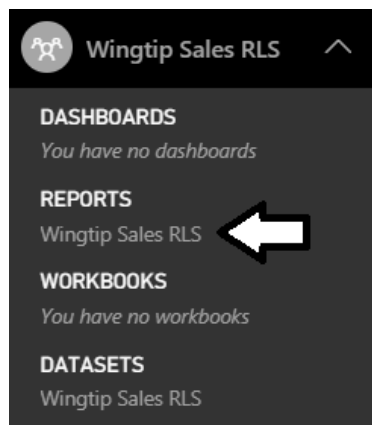 Wingtip Sales RLS
DASHBOARDS
You have no dashboards
REPORTS
Wingtip Sales RLS
WORKBOOKS
You have no workbooks
DATASETS
Wingtip Sales RLS